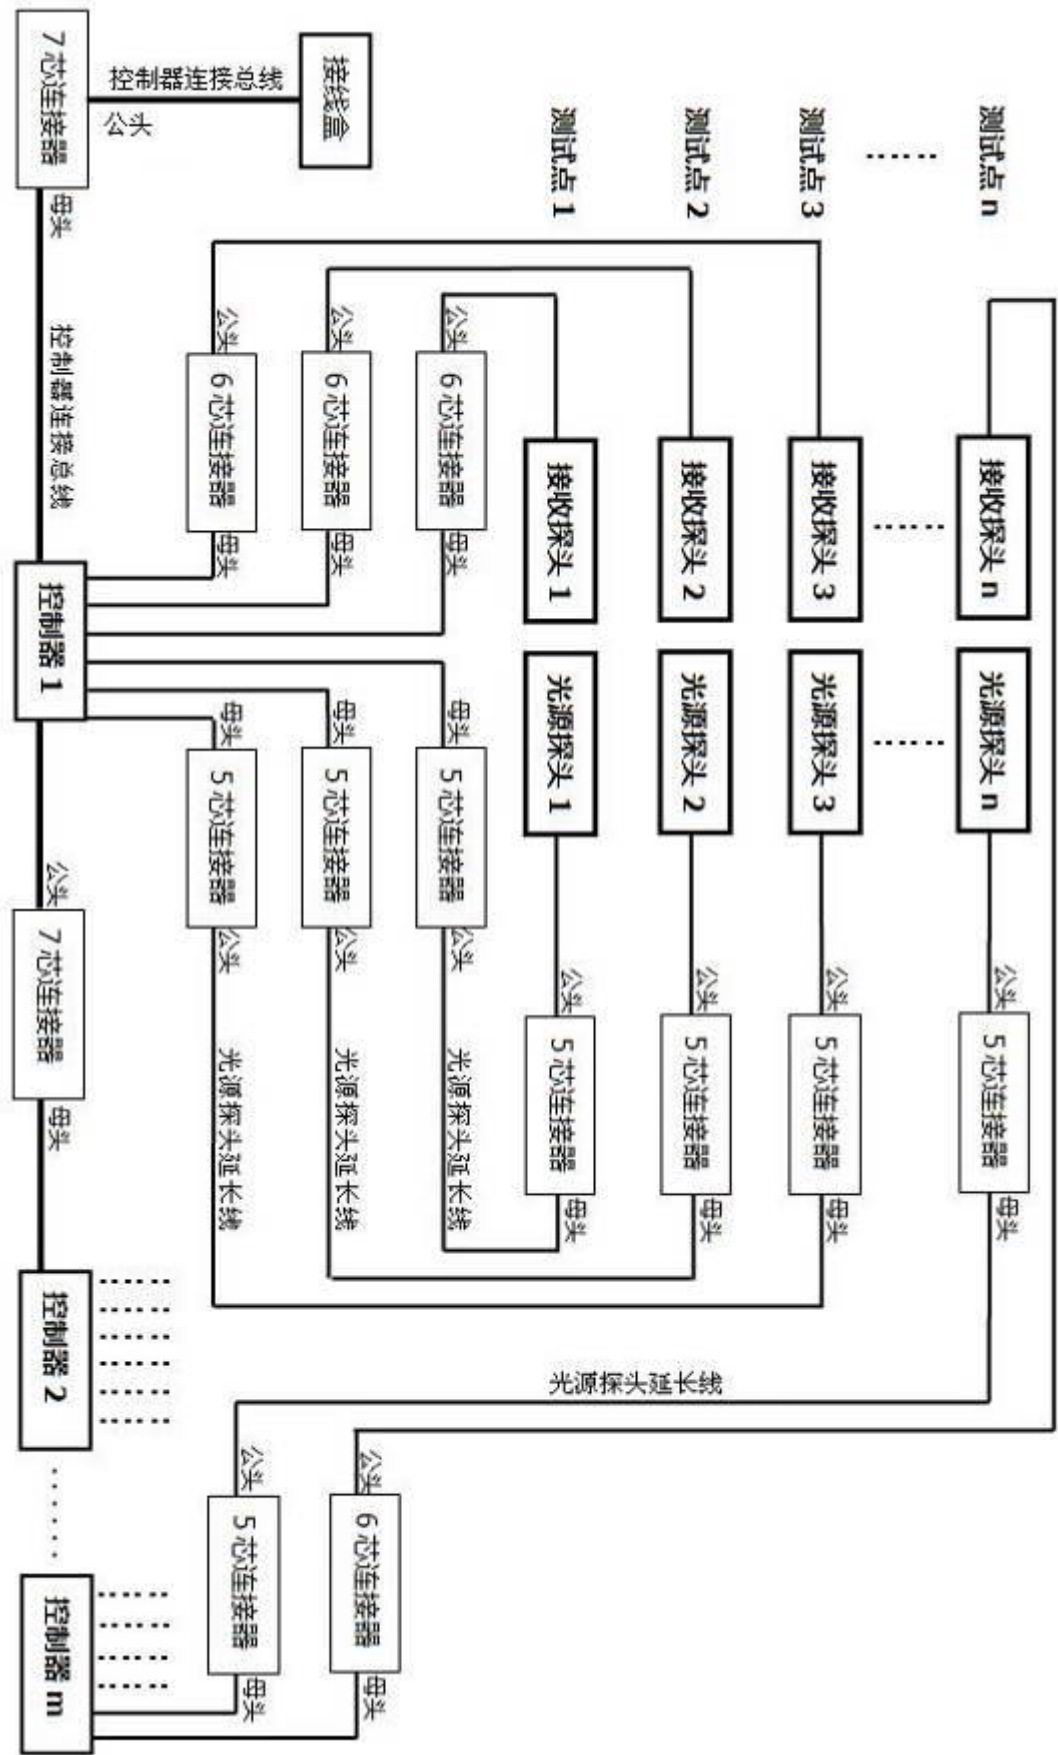 接线盒
控制器连接总线
公头
7 芯连接器
母头
控制器连接总线
测试点 1
测试点 2
测试点 3
········
测试点 n
公头
公头
公头
6 芯连接器
6 芯连接器
6 芯连接器
母头
母头
母头
接收探头 1
接收探头 2
接收探头 3
········
接收探头 n
控制器 1
光源探头 1
光源探头 2
光源探头 3
········
光源探头 n
母头
母头
母头
5 芯连接器
5 芯连接器
5 芯连接器
公头
公头
公头
光源探头延长线
光源探头延长线
光源探头延长线
公头
公头
公头
公头
5 芯连接器
5 芯连接器
5 芯连接器
5 芯连接器
母头
母头
母头
母头
公头
7 芯连接器
母头
控制器 2
······
光源探头延长线
公头
公头
5 芯连接器
6 芯连接器
母头
母头
控制器 m